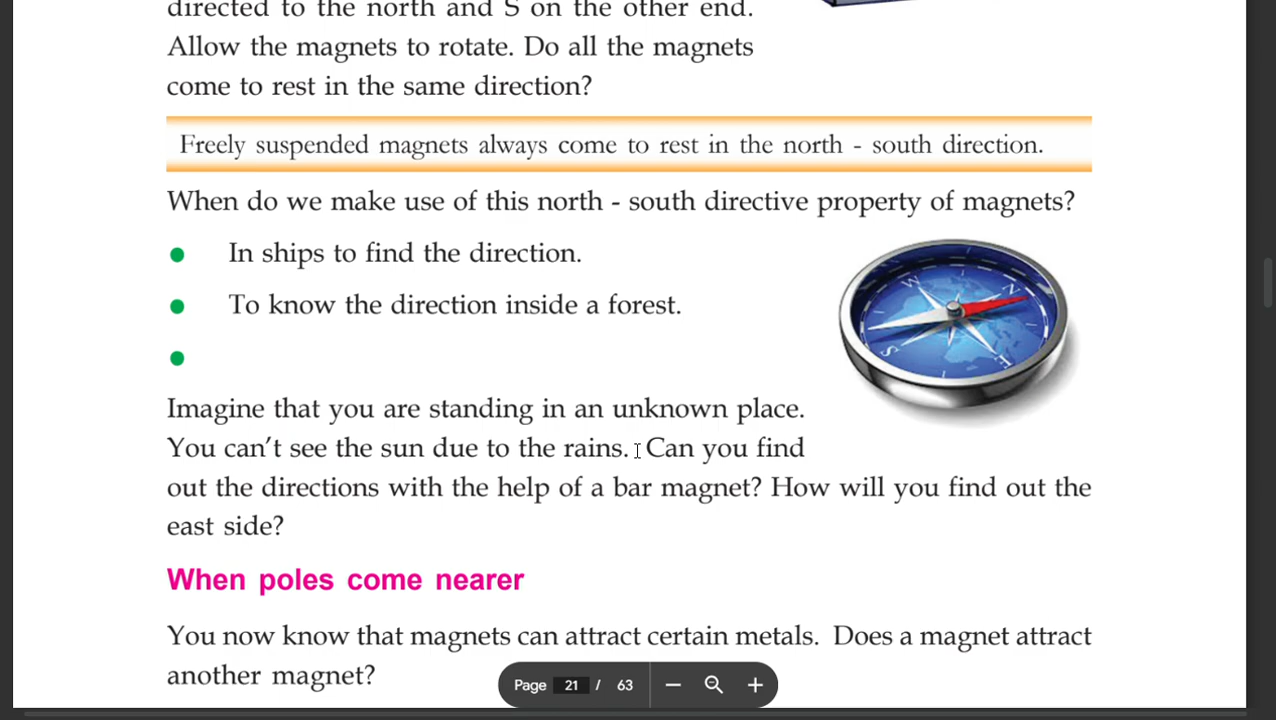 directed to the north and S on the other end.
Allow the magnets to rotate. Do all the magnets
come to rest in the same direction?
Freely suspended magnets always come to rest in the north - south direction.
When do we make use of this north - south directive property of magnets?
● In ships to find the direction.
● To know the direction inside a forest.
●
W N
S E
Imagine that you are standing in an unknown place.
You can't see the sun due to the rains. Can you find
out the directions with the help of a bar magnet? How will you find out the
east side?
When poles come nearer
You now know that magnets can attract certain metals. Does a magnet attract
another magnet?
Page 21 / 63